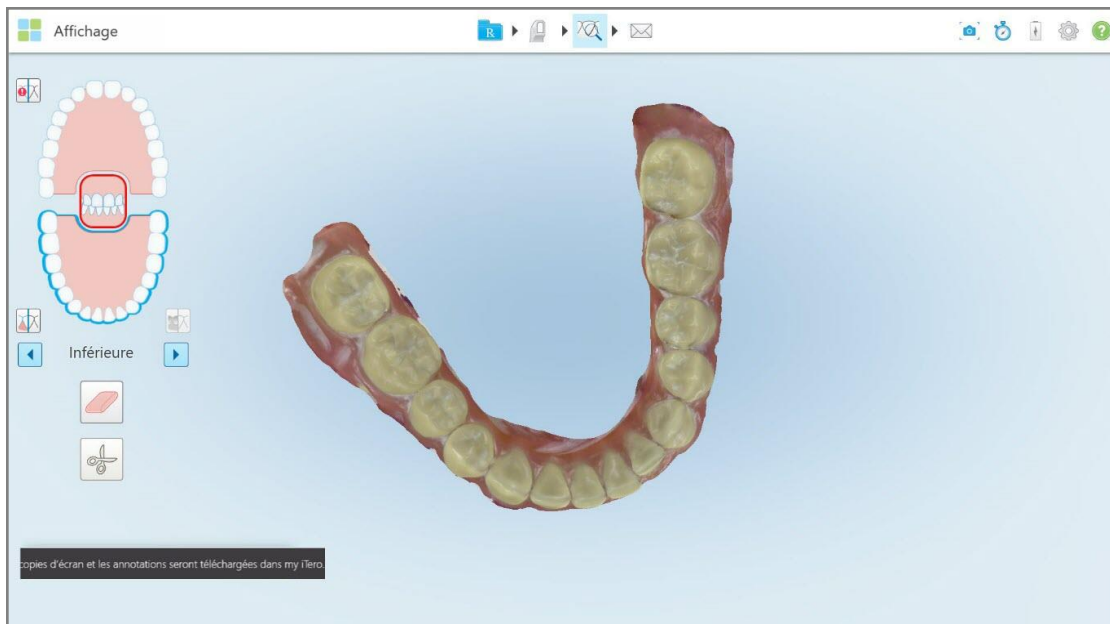 Affichage
R
Inférieure
copies d'écran et les annotations seront téléchargées dans my iTero.